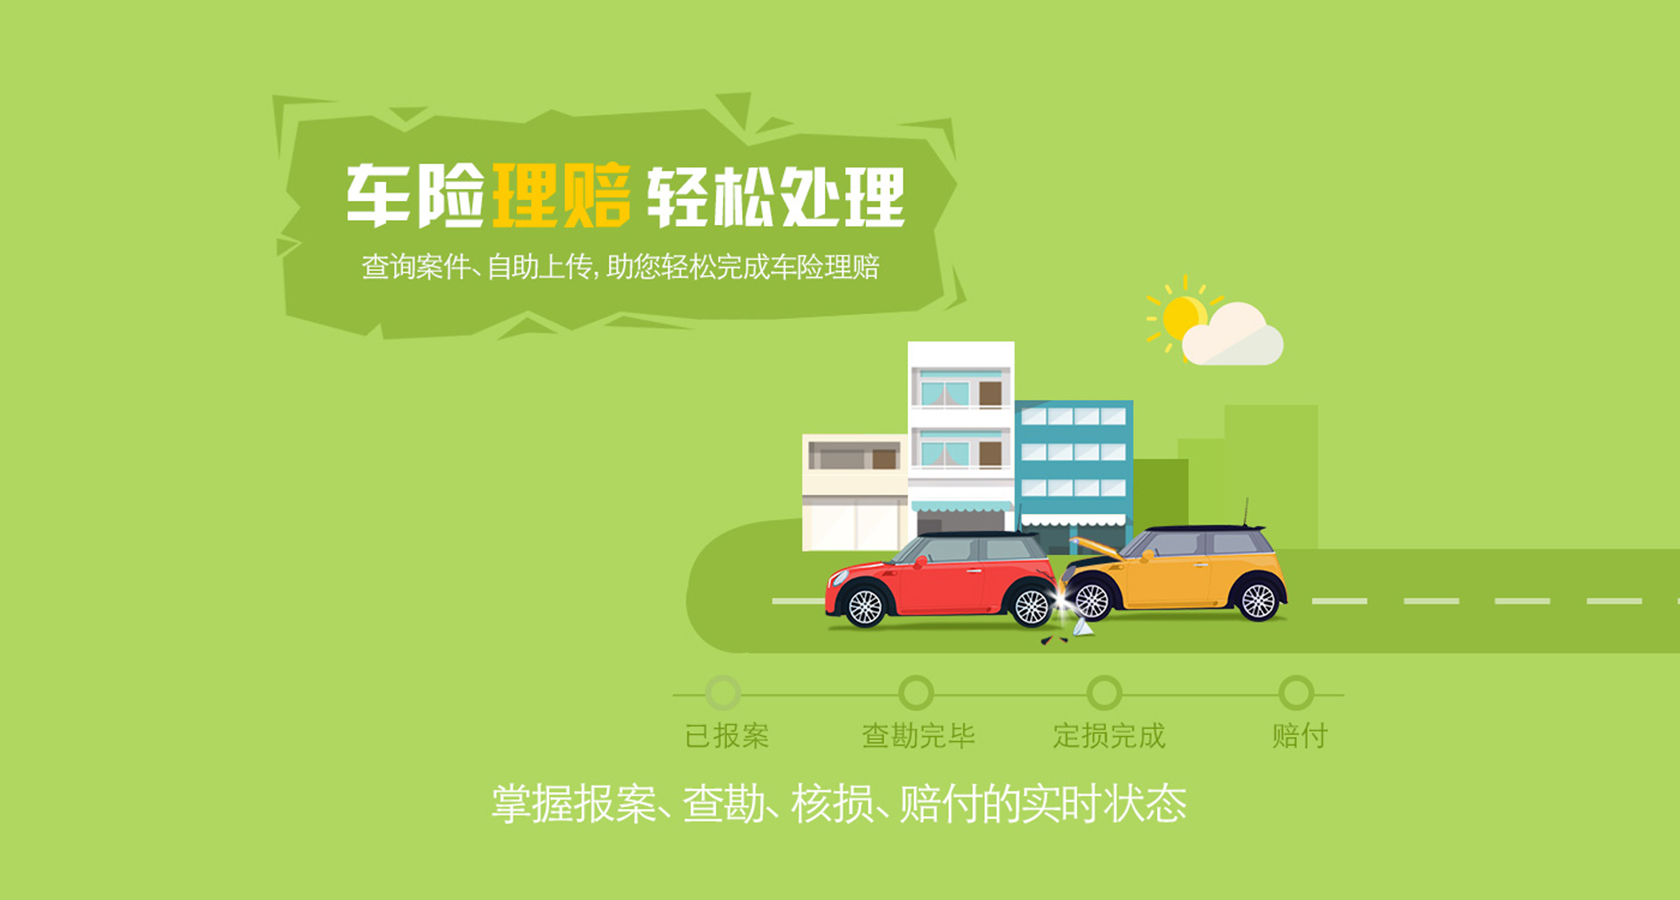 车险理赔 轻松处理
查询案件、自助上传,助您轻松完成车险理赔
已报案 查勘完毕 定损完成 赔付
掌握报案、查勘、核损、赔付的实时状态